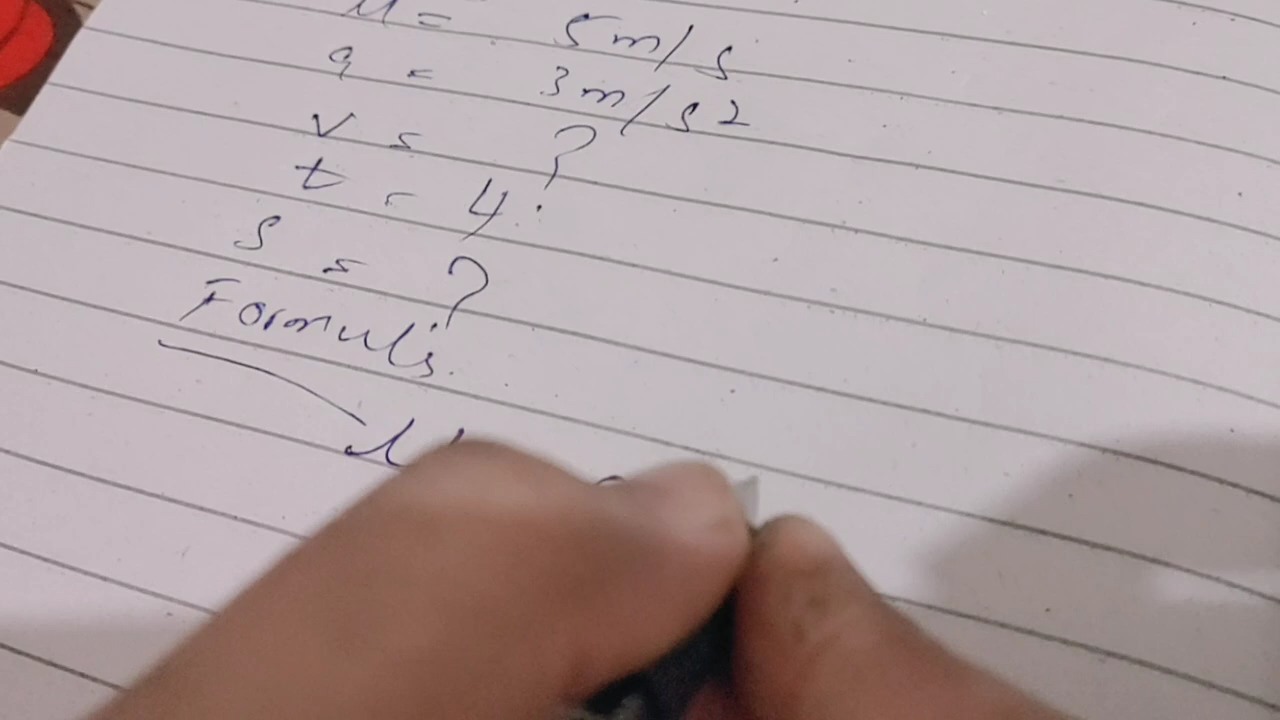 u = 5m/s
a = 3m/s2
v = ?
t = 4.
s = ?
Formula